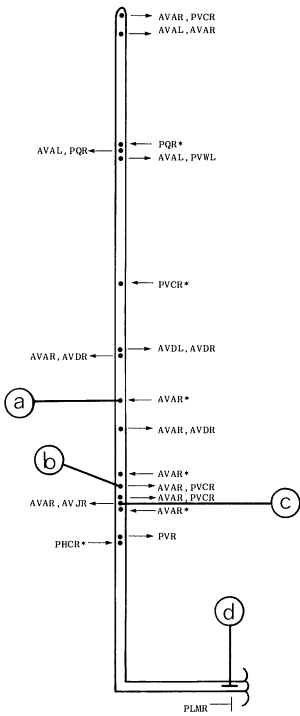 AVAR,PVCR
AVAL,AVAR
PQR*
AVAL,PQR
AVAL,PVWL
PVCR*
AVDL,AVDR
AVAR,AVDR
a
AVAR*
AVAR,AVDR
b
AVAR*
AVAR,PVCR
AVAR,PVCR
AVAR,AVJR
c
AVAR*
PVR
PHCR*
d
PLMR